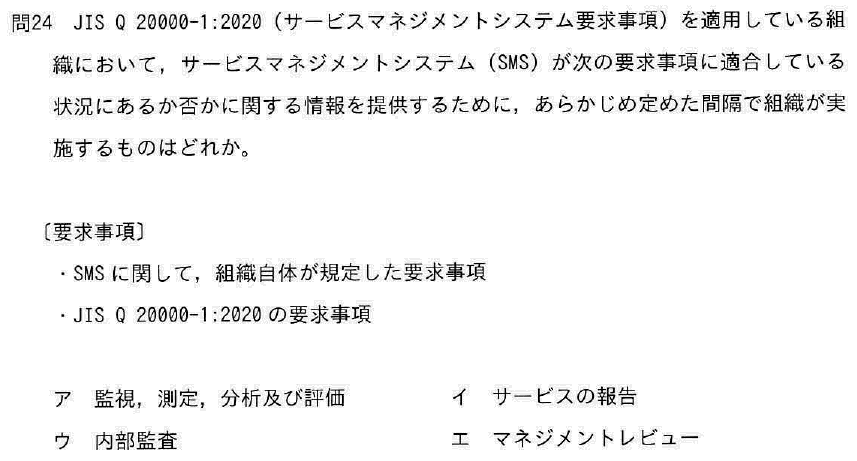 問24 JIS Q 20000-1:2020（サービスマネジメントシステム要求事項）を適用している組
織において，サービスマネジメントシステム（SMS）が次の要求事項に適合している
状況にあるか否かに関する情報を提供するために，あらかじめ定めた間隔で組織が実
施するものはどれか。
〔要求事項〕
・SMS に関して，組織自体が規定した要求事項
・JIS Q 20000-1:2020 の要求事項
ア 監視，測定，分析及び評価 イ サービスの報告
ウ 内部監査 エ マネジメントレビュー